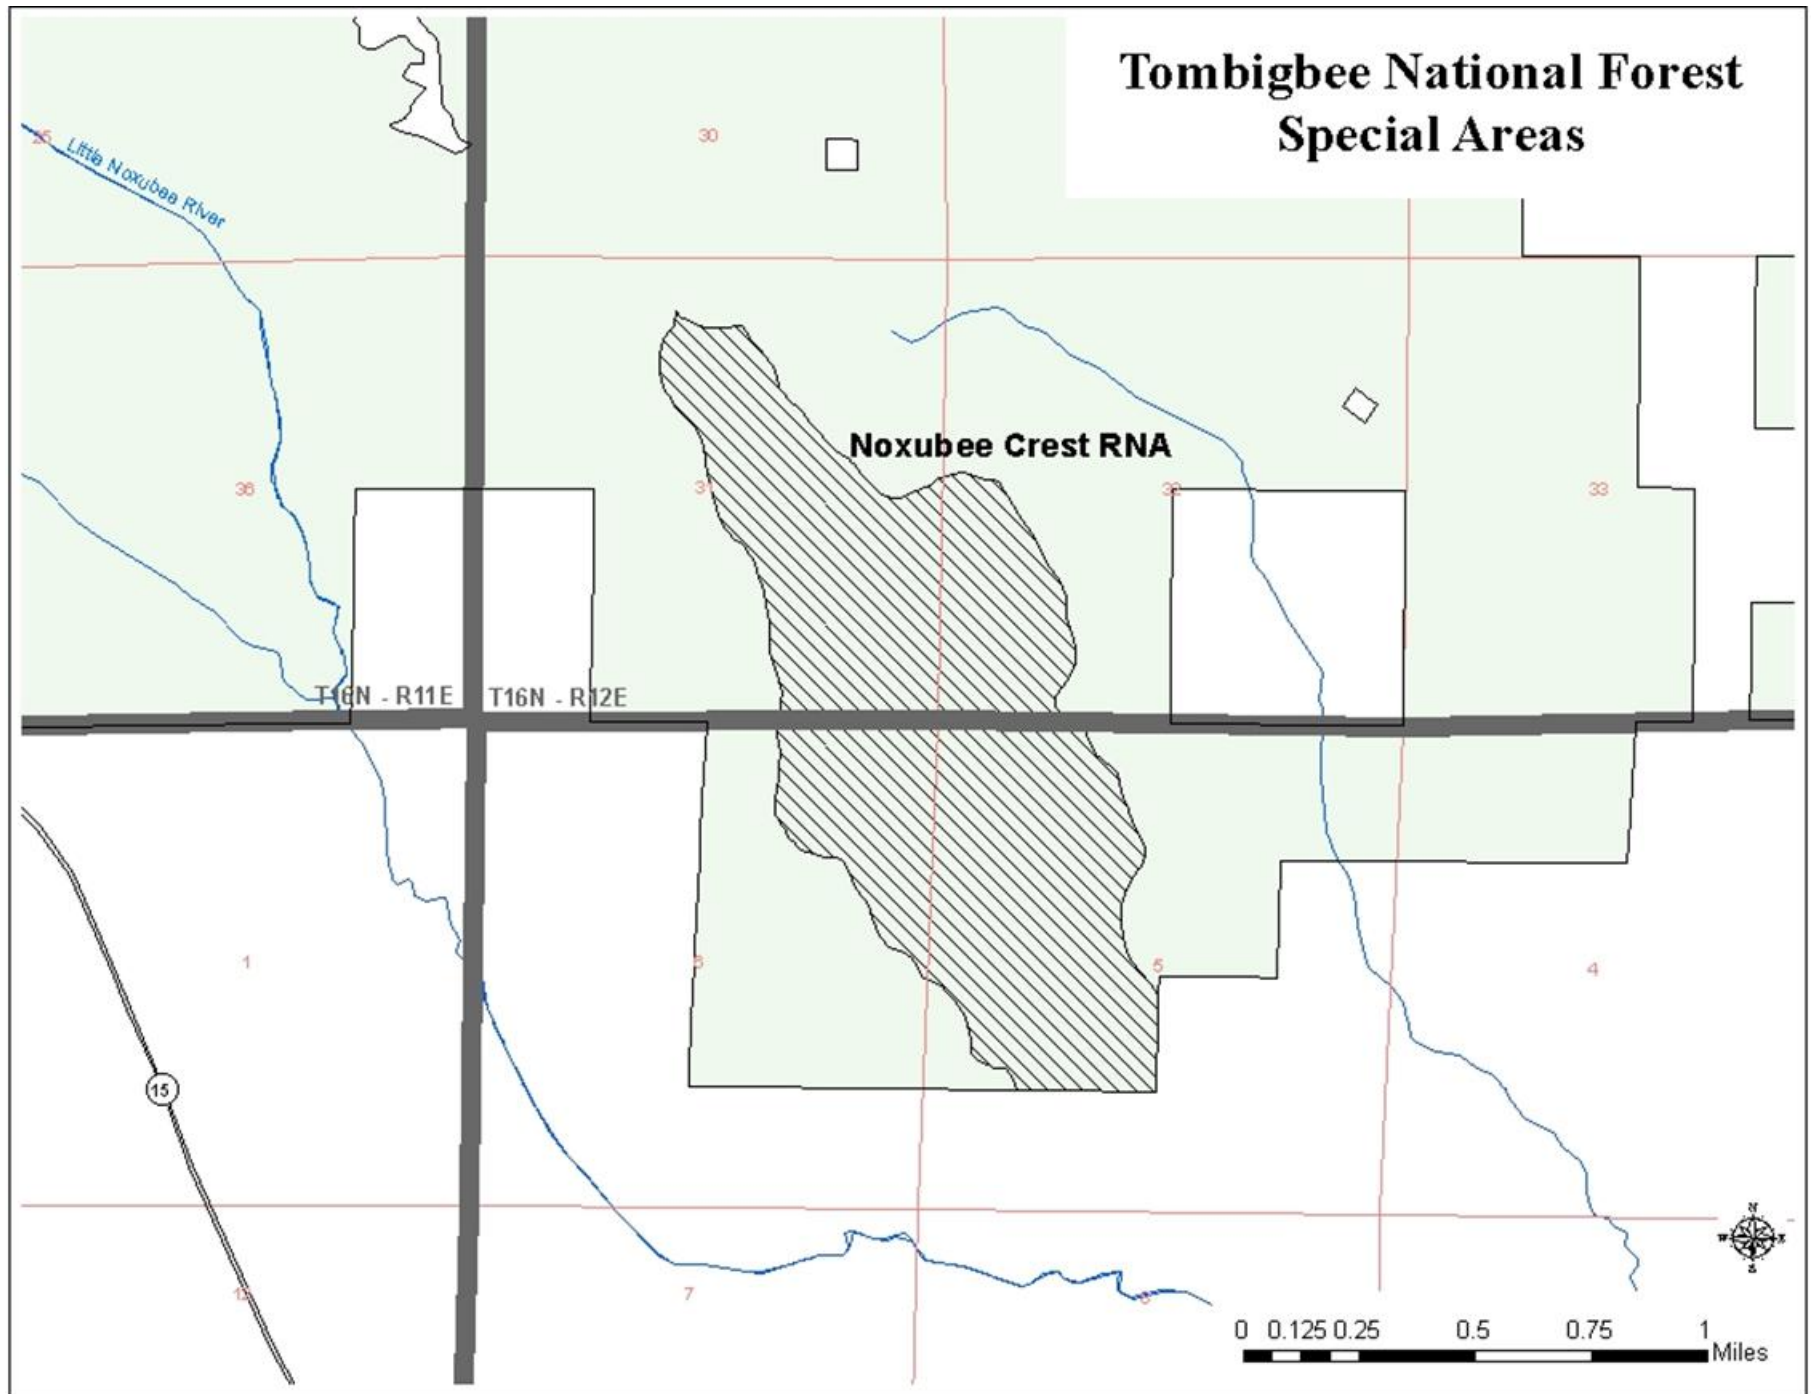 Tombigbee National Forest
Special Areas
25
Little Noxubee River
30
Noxubee Crest RNA
36
31
32
33
T16N - R11E
T16N - R12E
1
6
5
4
15
12
7
8
N
W
E
S
0 0.125 0.25 0.5 0.75 1
Miles